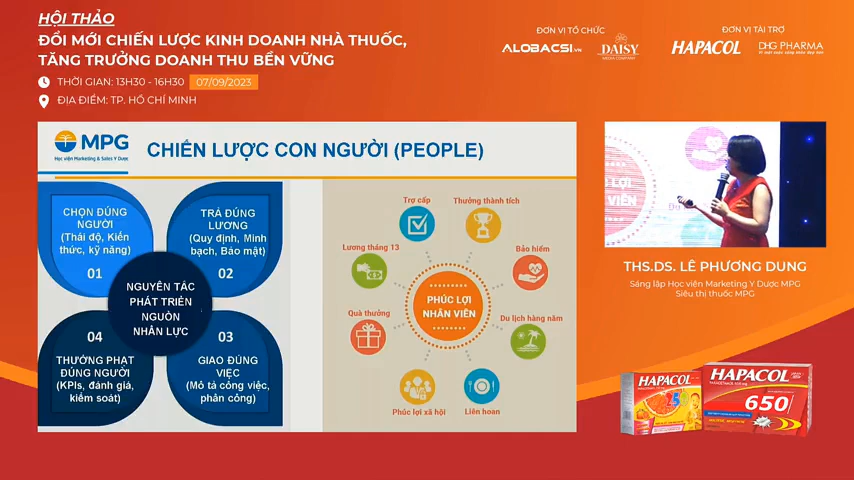 HỘI THẢO
ĐỔI MỚI CHIẾN LƯỢC KINH DOANH NHÀ THUỐC,
TĂNG TRƯỞNG DOANH THU BỀN VỮNG
THỜI GIAN: 13H30 - 16H30 07/09/2023
ĐỊA ĐIỂM: TP. HỒ CHÍ MINH
ĐƠN VỊ TỔ CHỨC
ALOBACSI.VN
DAISY
MEDIA COMPANY
ĐƠN VỊ TÀI TRỢ
HAPACOL
DHG PHARMA
Vì một cuộc sống khỏe đẹp hơn
MPG
Học viện Marketing & Sales Y Dược
CHIẾN LƯỢC CON NGƯỜI (PEOPLE)
CHỌN ĐÚNG
NGƯỜI
(Thái độ, Kiến
thức, kỹ năng)
01
TRẢ ĐÚNG
LƯƠNG
(Quy định, Minh
bạch, Bảo mật)
02
NGUYÊN TẮC
PHÁT TRIỂN
NGUỒN
NHÂN LỰC
04
THƯỞNG PHẠT
ĐÚNG NGƯỜI
(KPIs, đánh giá,
kiểm soát)
03
GIAO ĐÚNG
VIỆC
(Mô tả công việc,
phân công)
Trợ cấp
Thưởng thành tích
Lương tháng 13
Bảo hiểm
PHÚC LỢI
NHÂN VIÊN
Quà thưởng
Du lịch hàng năm
Phúc lợi xã hội
Liên hoan
LỢI
VIÊN
THS.DS. LÊ PHƯƠNG DUNG
Sáng lập Học viện Marketing Y Dược MPG
Siêu thị thuốc MPG
HAPACOL
HAPACOL
650